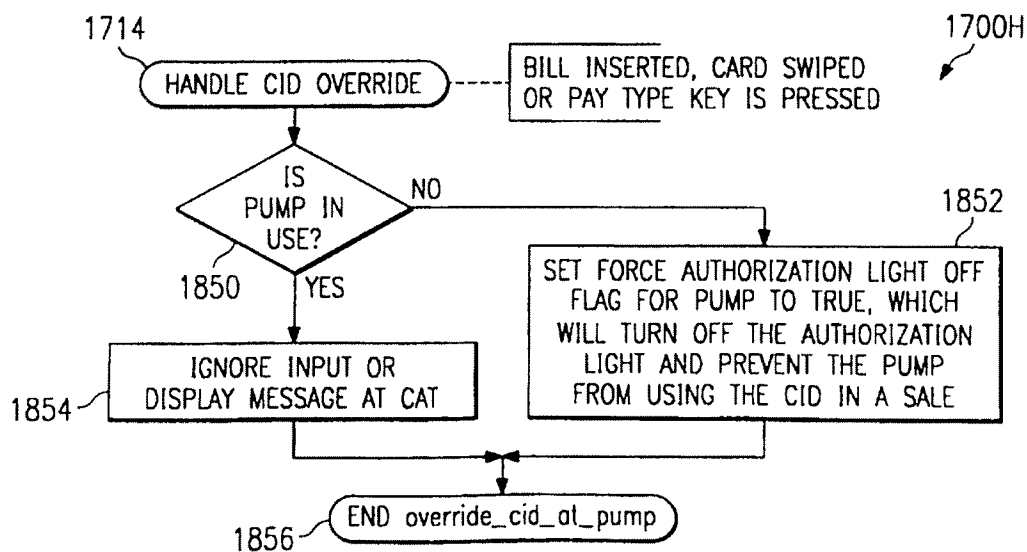 1714
1700H
HANDLE CID OVERRIDE
BILL INSERTED, CARD SWIPED
OR PAY TYPE KEY IS PRESSED
IS
PUMP IN
USE?
NO
1850
YES
1852
SET FORCE AUTHORIZATION LIGHT OFF
FLAG FOR PUMP TO TRUE, WHICH
WILL TURN OFF THE AUTHORIZATION
LIGHT AND PREVENT THE PUMP
FROM USING THE CID IN A SALE
IGNORE INPUT OR
DISPLAY MESSAGE AT CAT
1854
END override_cid_at_pump
1856